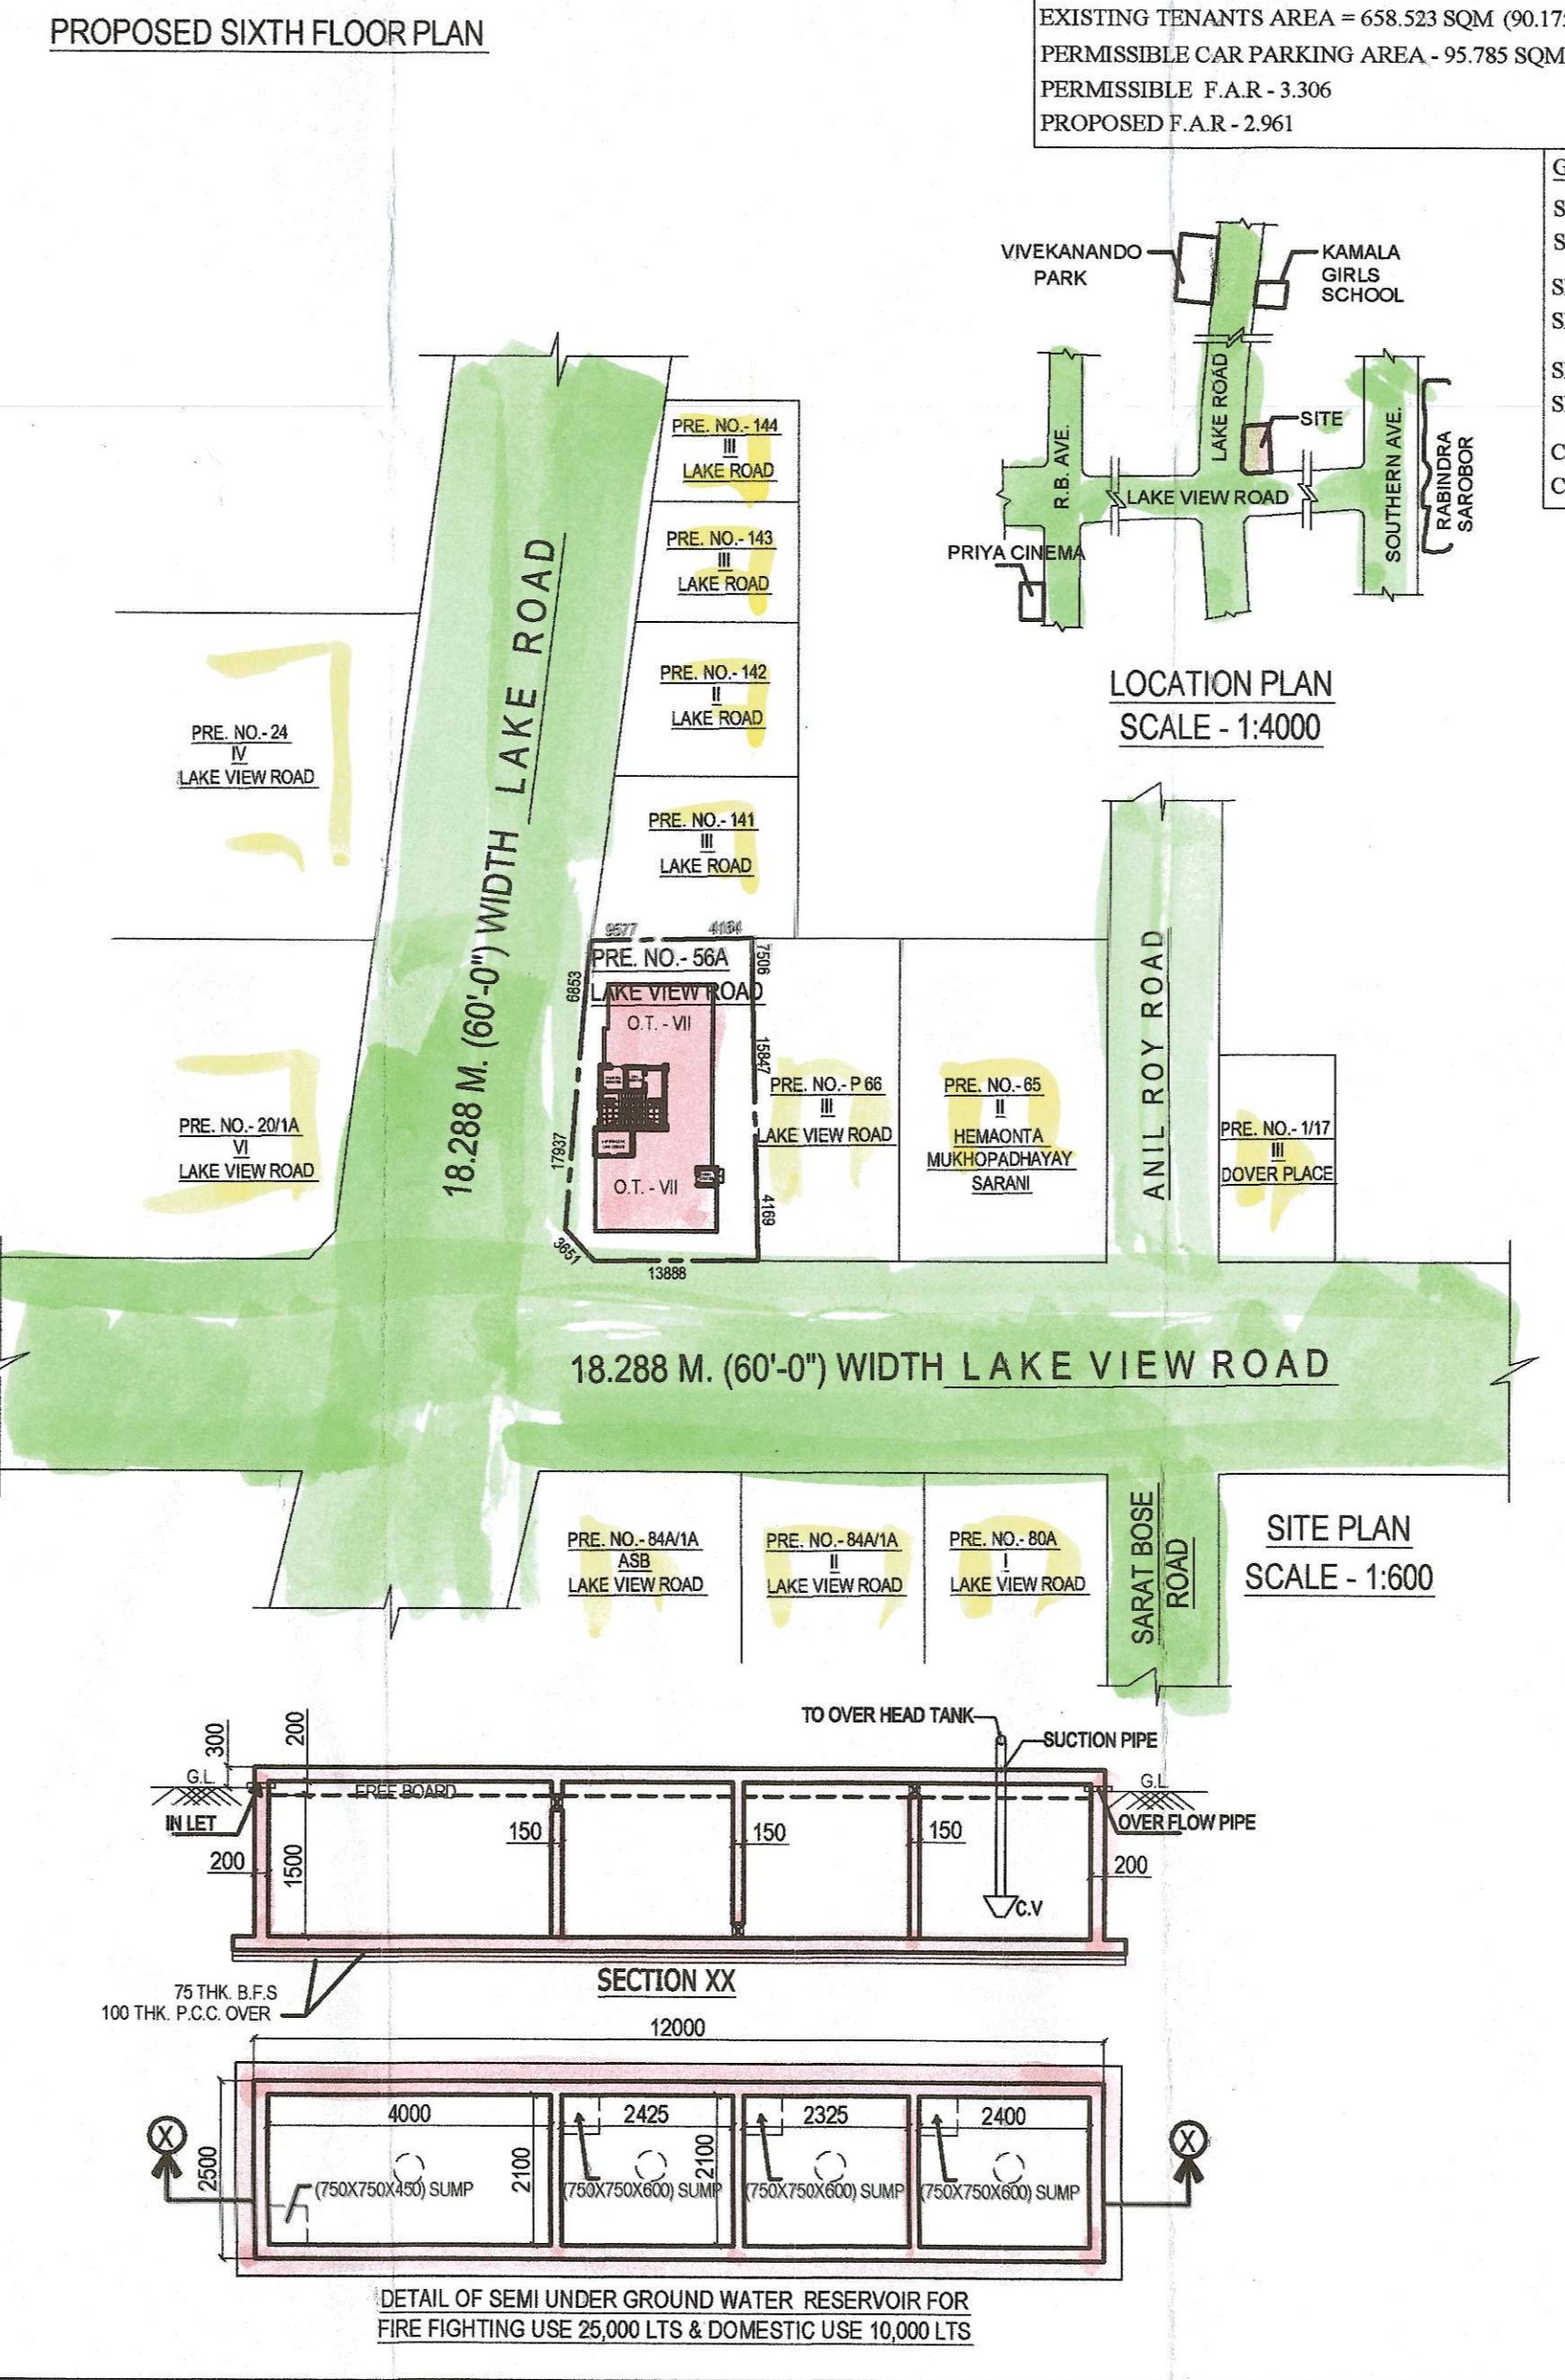 PROPOSED SIXTH FLOOR PLAN
EXISTING TENANTS AREA = 658.523 SQM (90.17
PERMISSIBLE CAR PARKING AREA - 95.785 SQM
PERMISSIBLE F.A.R - 3.306
PROPOSED F.A.R - 2.961
G
S
S
S
S
S
S
C
C
VIVEKANANDO
PARK
KAMALA
GIRLS
SCHOOL
LAKE ROAD
SITE
R.B. AVE.
LAKE VIEW ROAD
SOUTHERN AVE.
RABINDRA
SAROBOR
PRIYA CINEMA
LOCATION PLAN
SCALE - 1:4000
PRE. NO.- 144
III
LAKE ROAD
PRE. NO.- 143
III
LAKE ROAD
PRE. NO.- 142
II
LAKE ROAD
PRE. NO.- 141
III
LAKE ROAD
PRE. NO.- 24
IV
LAKE VIEW ROAD
18.288 M. (60'-0") WIDTH LAKE ROAD
9577
4184
PRE. NO.- 56A
LAKE VIEW ROAD
7506
6853
O.T. - VII
15847
17937
O.T. - VII
4169
3651
13888
PRE. NO.- 20/1A
VI
LAKE VIEW ROAD
PRE. NO.- P 66
III
LAKE VIEW ROAD
PRE. NO.- 65
II
HEMAONTA
MUKHOPADHAYAY
SARANI
ANIL ROY ROAD
PRE. NO.- 1/17
III
DOVER PLACE
18.288 M. (60'-0") WIDTH LAKE VIEW ROAD
PRE. NO.- 84A/1A
ASB
LAKE VIEW ROAD
PRE. NO.- 84A/1A
II
LAKE VIEW ROAD
PRE. NO.- 80A
I
LAKE VIEW ROAD
SARAT BOSE
ROAD
SITE PLAN
SCALE - 1:600
TO OVER HEAD TANK
SUCTION PIPE
300
200
G.L.
FREE BOARD
G.L.
IN LET
OVER FLOW PIPE
200
1500
150
150
150
200
C.V
75 THK. B.F.S
100 THK. P.C.C. OVER
SECTION XX
12000
4000
2425
2325
2400
X
X
2500
2100
2100
(750X750X450) SUMP
(750X750X600) SUMP
(750X750X600) SUMP
(750X750X600) SUMP
DETAIL OF SEMI UNDER GROUND WATER RESERVOIR FOR
FIRE FIGHTING USE 25,000 LTS & DOMESTIC USE 10,000 LTS